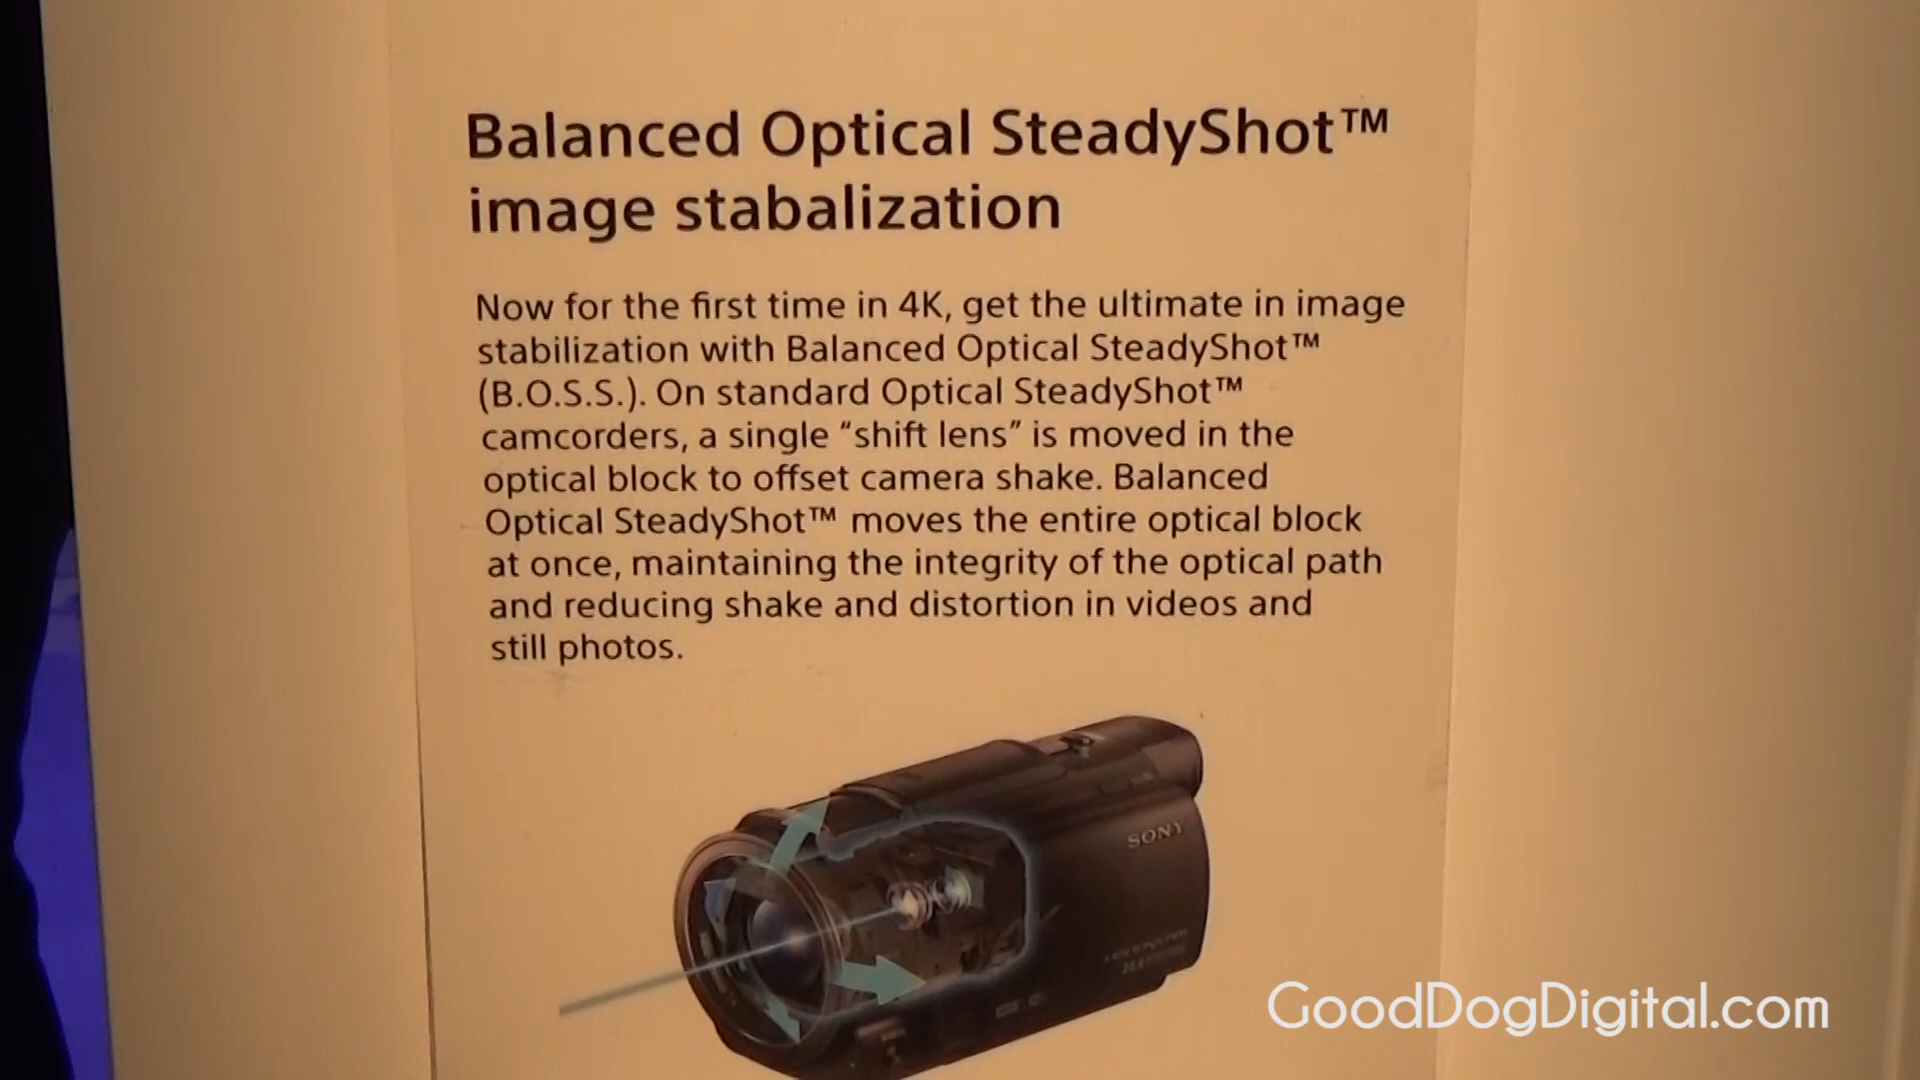 Balanced Optical SteadyShot™
image stabalization
Now for the first time in 4K, get the ultimate in image
stabilization with Balanced Optical SteadyShot™
(B.O.S.S.). On standard Optical SteadyShot™
camcorders, a single “shift lens” is moved in the
optical block to offset camera shake. Balanced
Optical SteadyShot™ moves the entire optical block
at once, maintaining the integrity of the optical path
and reducing shake and distortion in videos and
still photos.
SONY
GoodDogDigital.com